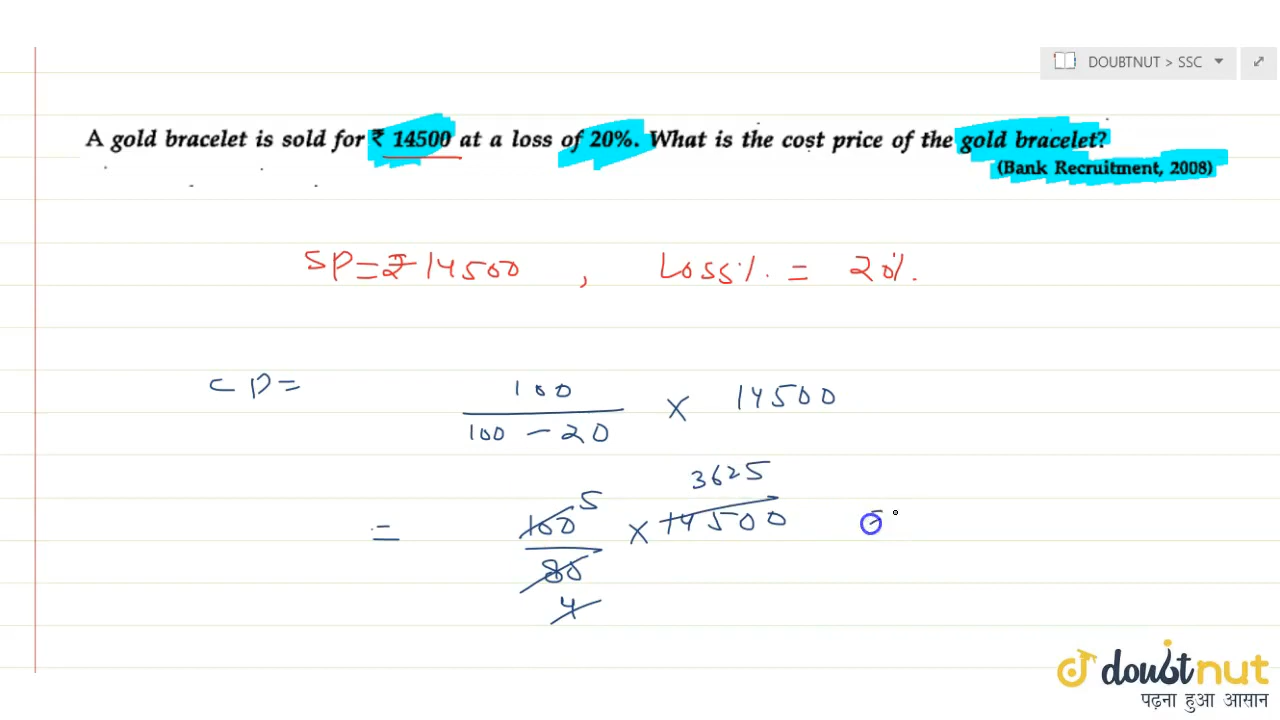 DOUBTNUT > SSC
A gold bracelet is sold for ₹ 14500 at a loss of 20%. What is the cost price of the gold bracelet?
(Bank Recruitment, 2008)
SP=₹14500 , Loss% = 20%.
CP= 100 × 14500
100 - 20
3625
= 100 5 × 14500
80
4
doubtnut
पढ़ना हुआ आसान